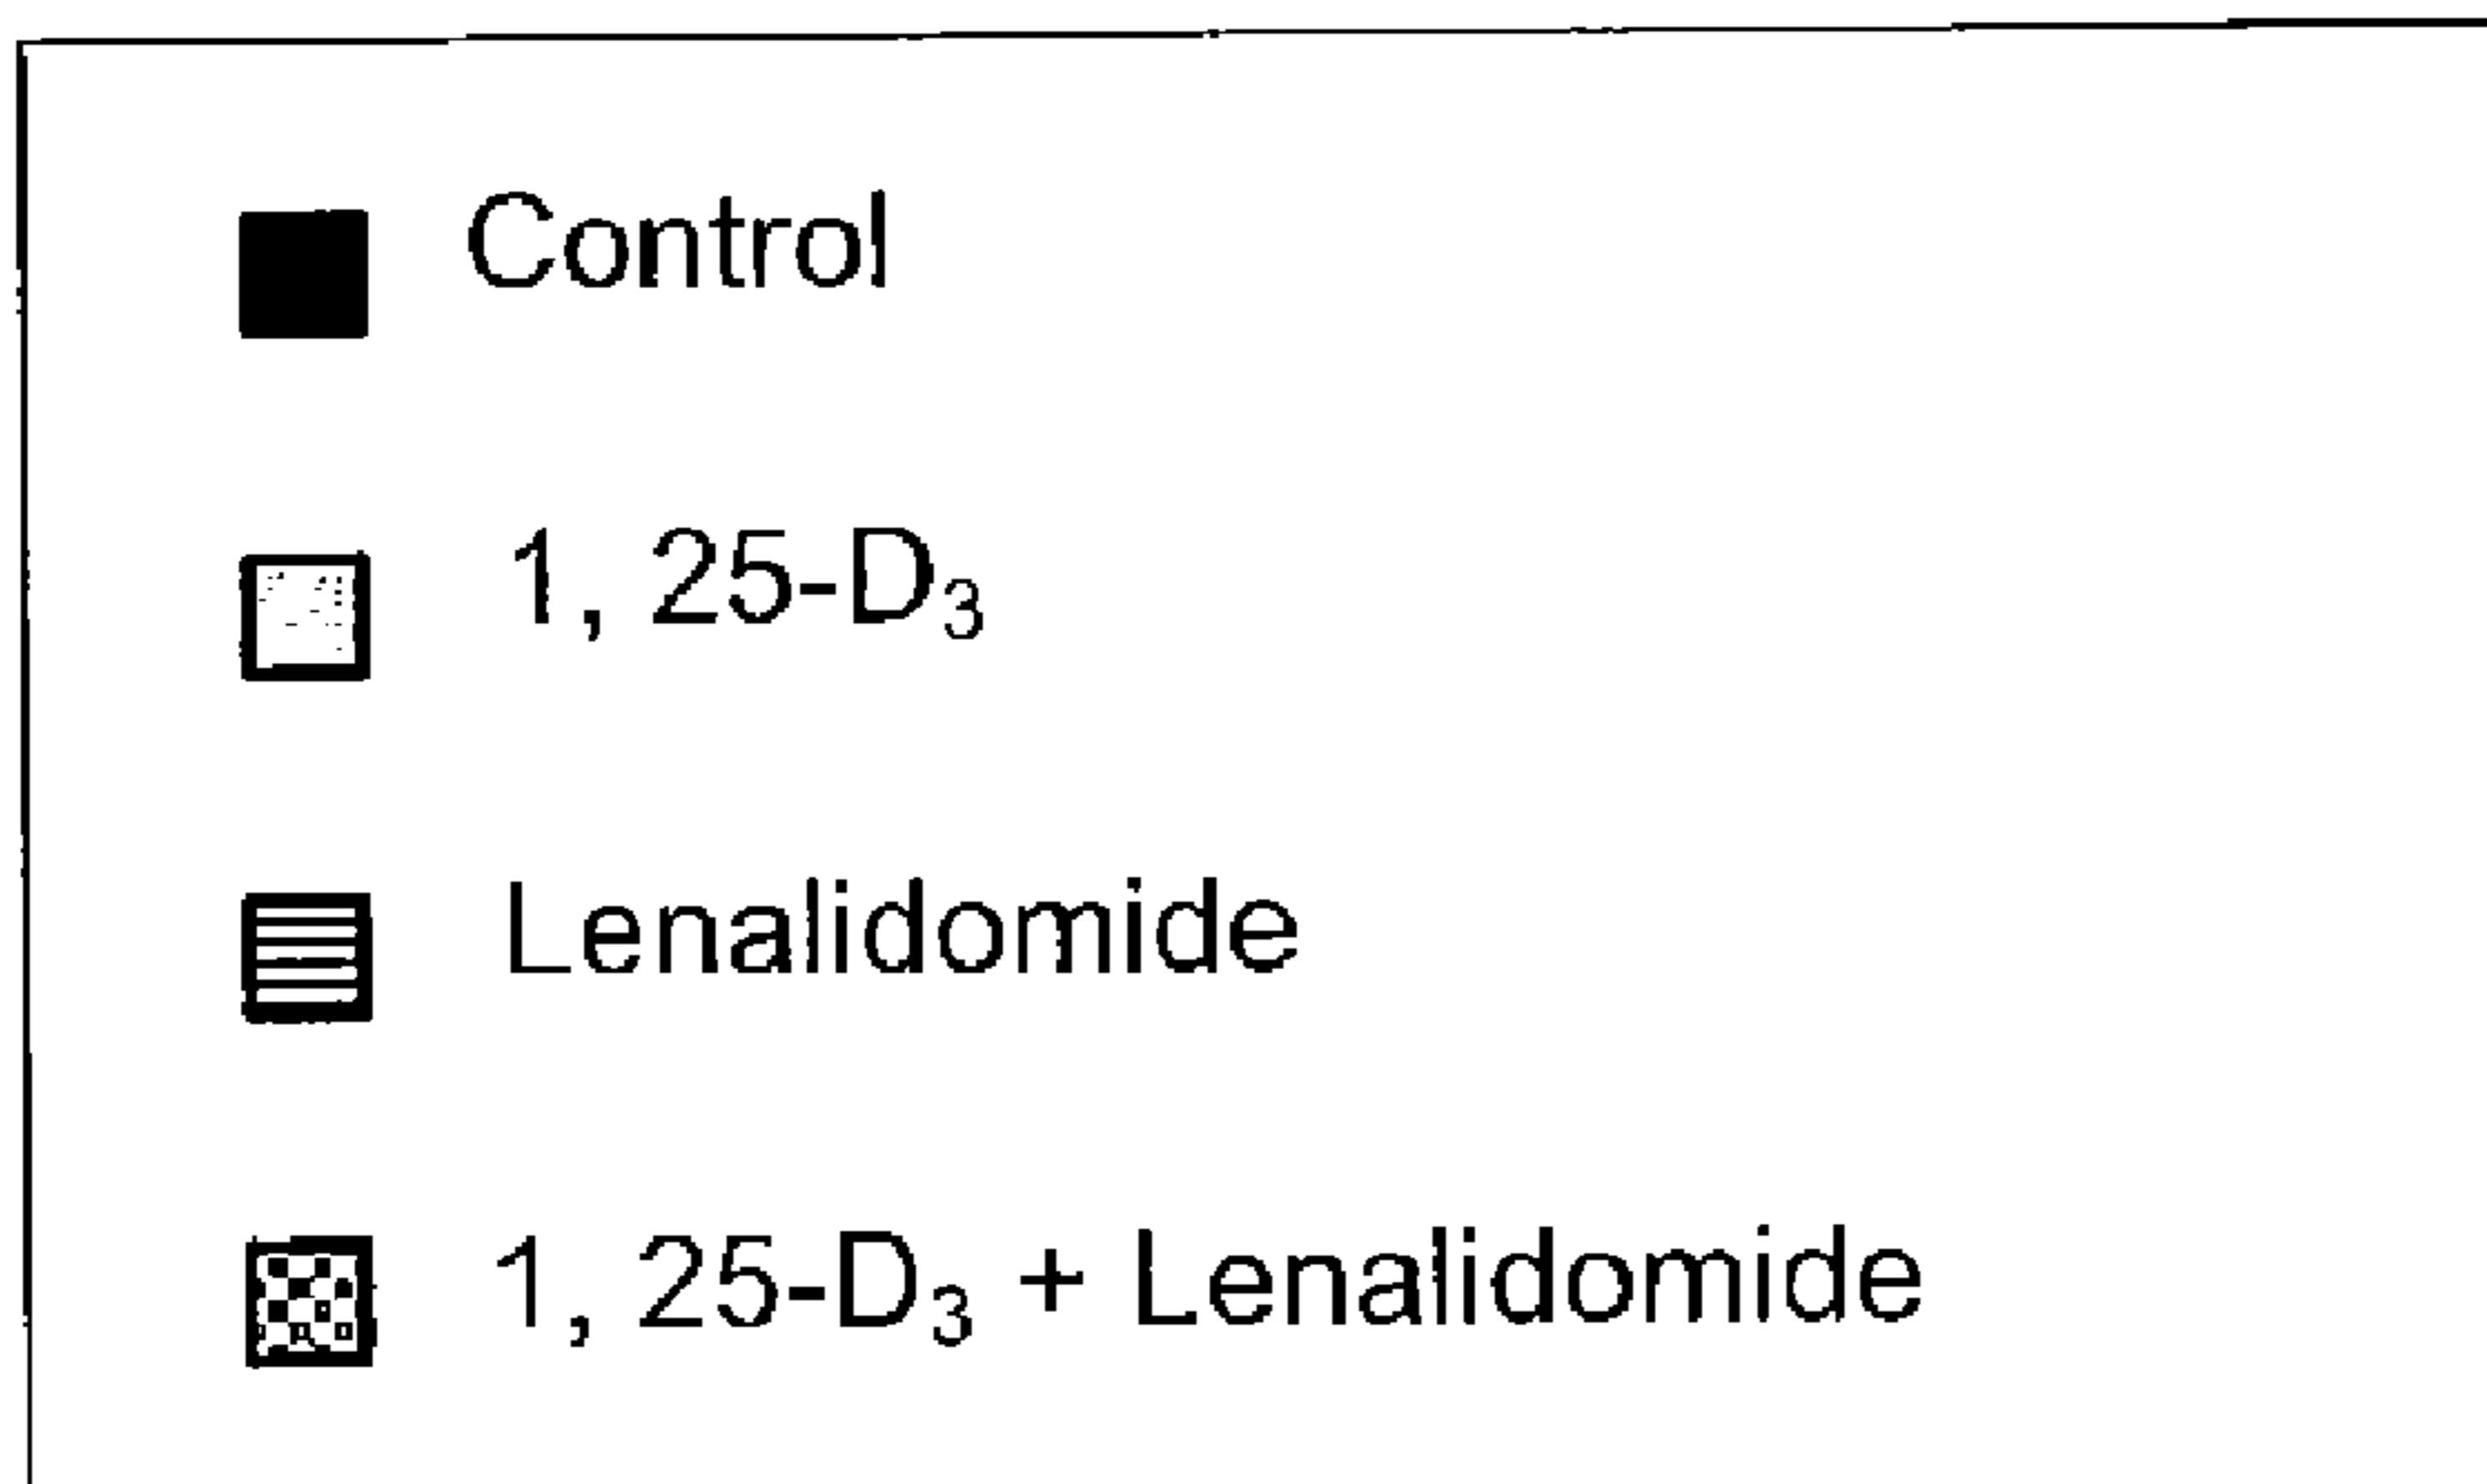 Control
1, 25-D₃
Lenalidomide
1, 25-D₃ + Lenalidomide